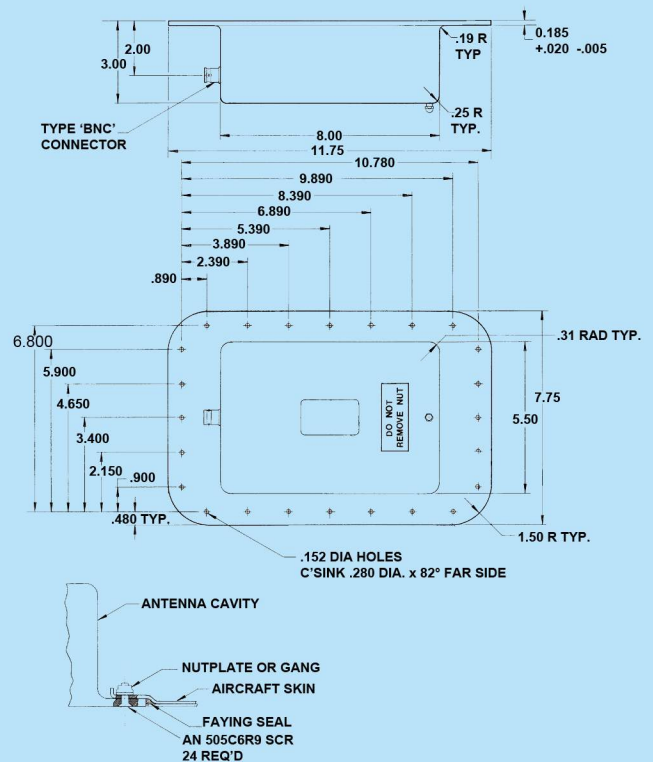 2.00
3.00
.19 R
TYP
0.185
+.020 -.005
TYPE 'BNC'
CONNECTOR
.25 R
TYP.
8.00
11.75
10.780
9.890
8.390
6.890
5.390
3.890
2.390
.890
6.800
5.900
4.650
3.400
2.150
.900
.480 TYP.
DO NOT
REMOVE NUT
.31 RAD TYP.
7.75
5.50
1.50 R TYP.
.152 DIA HOLES
C'SINK .280 DIA. x 82° FAR SIDE
ANTENNA CAVITY
NUTPLATE OR GANG
AIRCRAFT SKIN
FAYING SEAL
AN 505C6R9 SCR
24 REQ'D